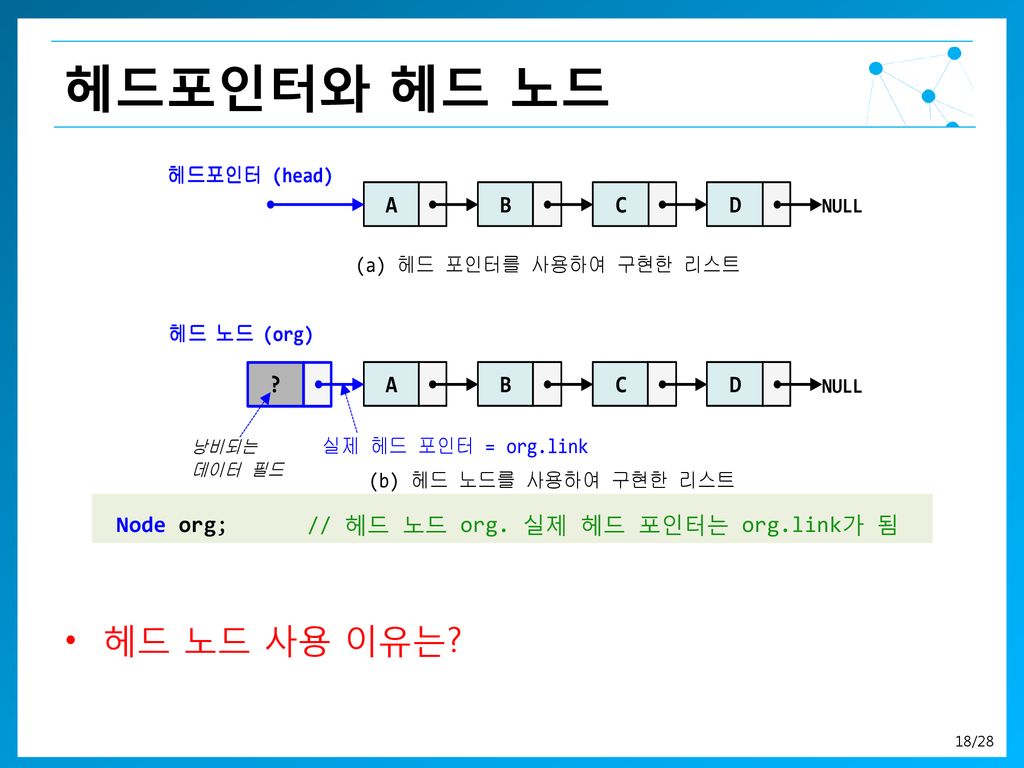 헤드포인터와 헤드 노드
헤드포인터 (head)
A B C D NULL
(a) 헤드 포인터를 사용하여 구현한 리스트
헤드 노드 (org)
? A B C D NULL
낭비되는
데이터 필드
실제 헤드 포인터 = org.link
(b) 헤드 노드를 사용하여 구현한 리스트
Node org; // 헤드 노드 org. 실제 헤드 포인터는 org.link가 됨
• 헤드 노드 사용 이유는?
18/28